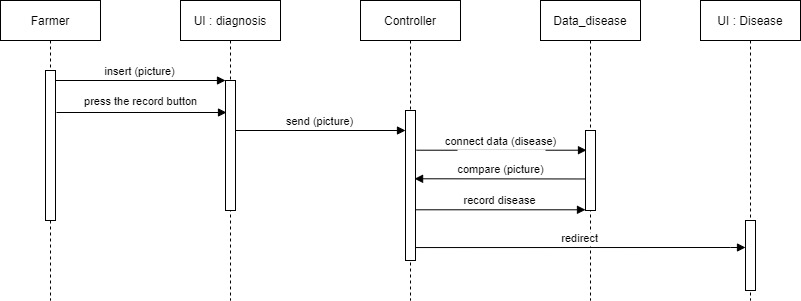 Farmer
UI : diagnosis
Controller
Data_disease
UI : Disease
insert (picture)
press the record button
send (picture)
connect data (disease)
compare (picture)
record disease
redirect